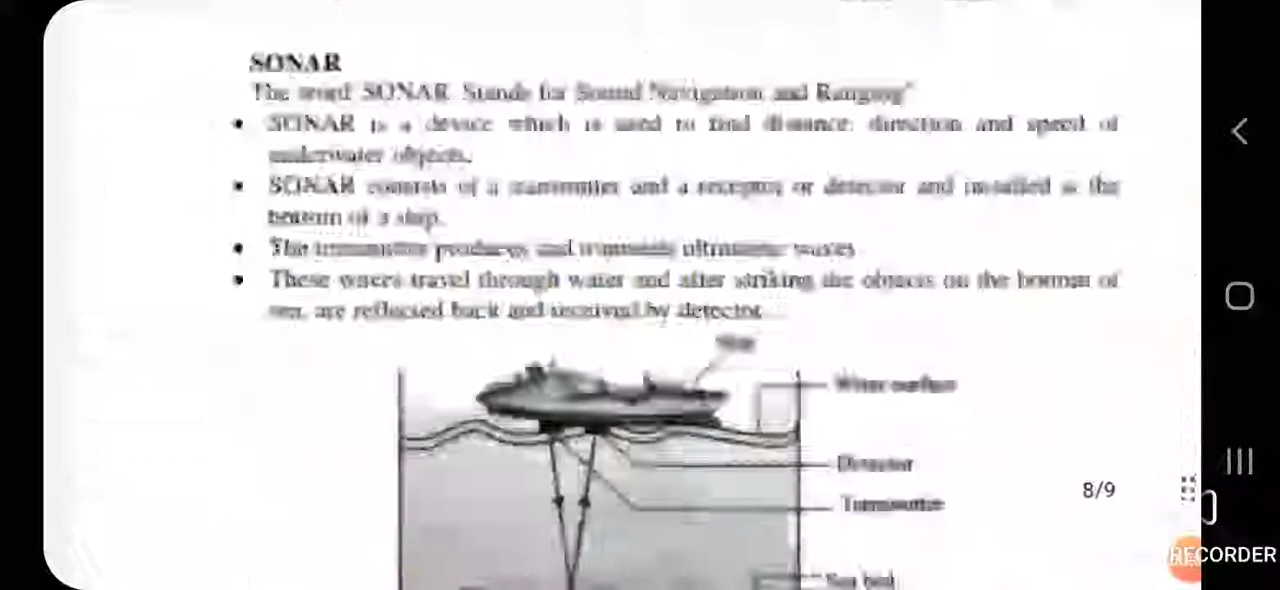 SONAR
The word SONAR Stands for Sound Navigation and Ranging"
• SONAR is a device which is used to find distance, direction and speed of
underwater objects.
• SONAR consists of a transmitter and a receptor or detector and installed at the
bottom of a ship.
• The transmitter produces and transmits ultrasonic waves
• These waves travel through water and after striking the objects on the bottom of
sea, are reflected back and received by detector
Ship
Water surface
Detector
Transmitter
8/9
Sea bed
RECORDER